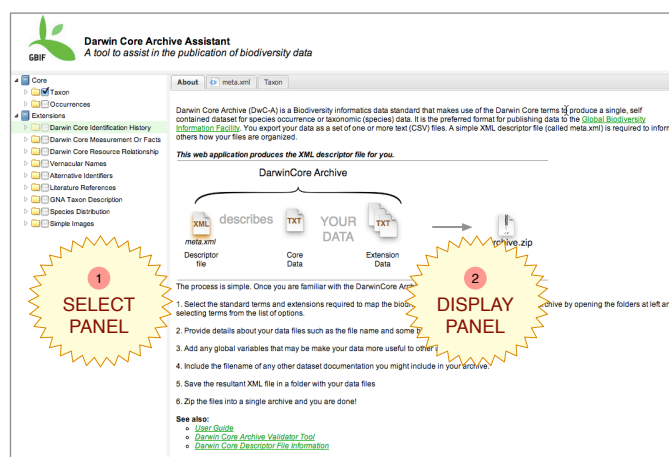 GBIF
Darwin Core Archive Assistant
A tool to assist in the publication of biodiversity data
Core
Taxon
Occurrences
Extensions
Darwin Core Identification History
Darwin Core Measurement Or Facts
Darwin Core Resource Relationship
Vernacular Names
Alternative Identifiers
Literature References
GNA Taxon Description
Species Distribution
Simple Images
1
SELECT
PANEL
About meta.xml Taxon
Darwin Core Archive (DwC-A) is a Biodiversity informatics data standard that makes use of the Darwin Core terms to produce a single, self
contained dataset for species occurrence or taxonomic (species) data. It is the preferred format for publishing data to the Global Biodiversity
Information Facility. You export your data as a set of one or more text (CSV) files. A simple XML descriptor file (called meta.xml) is required to inform
others how your files are organized.
This web application produces the XML descriptor file for you.
DarwinCore Archive
XML describes TXT YOUR DATA TXT
meta.xml
Descriptor
file
Core
Data
Extension
Data
rchive.zip
2
DISPLAY
PANEL
The process is simple. Once you are familiar with the DarwinCore Arch
1. Select the standard terms and extensions required to map the biod chive by opening the folders at left an
selecting terms from the list of options.
2. Provide details about your data files such as the file name and some b
3. Add any global variables that may be make your data more useful to other
4. Include the filename of any other dataset documentation you might include in your archive.
5. Save the resultant XML file in a folder with your data files
6. Zip the files into a single archive and you are done!
See also:
User Guide
Darwin Core Archive Validator Tool
Darwin Core Descriptor File Information